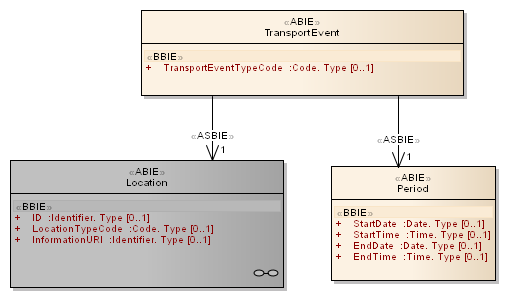 «ABIE»
TransportEvent
«BBIE»
+ TransportEventTypeCode :Code. Type [0..1]
«ASBIE»
1
«ASBIE»
1
«ABIE»
Location
«BBIE»
+ ID :Identifier. Type [0..1]
+ LocationTypeCode :Code. Type [0..1]
+ InformationURI :Identifier. Type [0..1]
«ABIE»
Period
«BBIE»
+ StartDate :Date. Type [0..1]
+ StartTime :Time. Type [0..1]
+ EndDate :Date. Type [0..1]
+ EndTime :Time. Type [0..1]